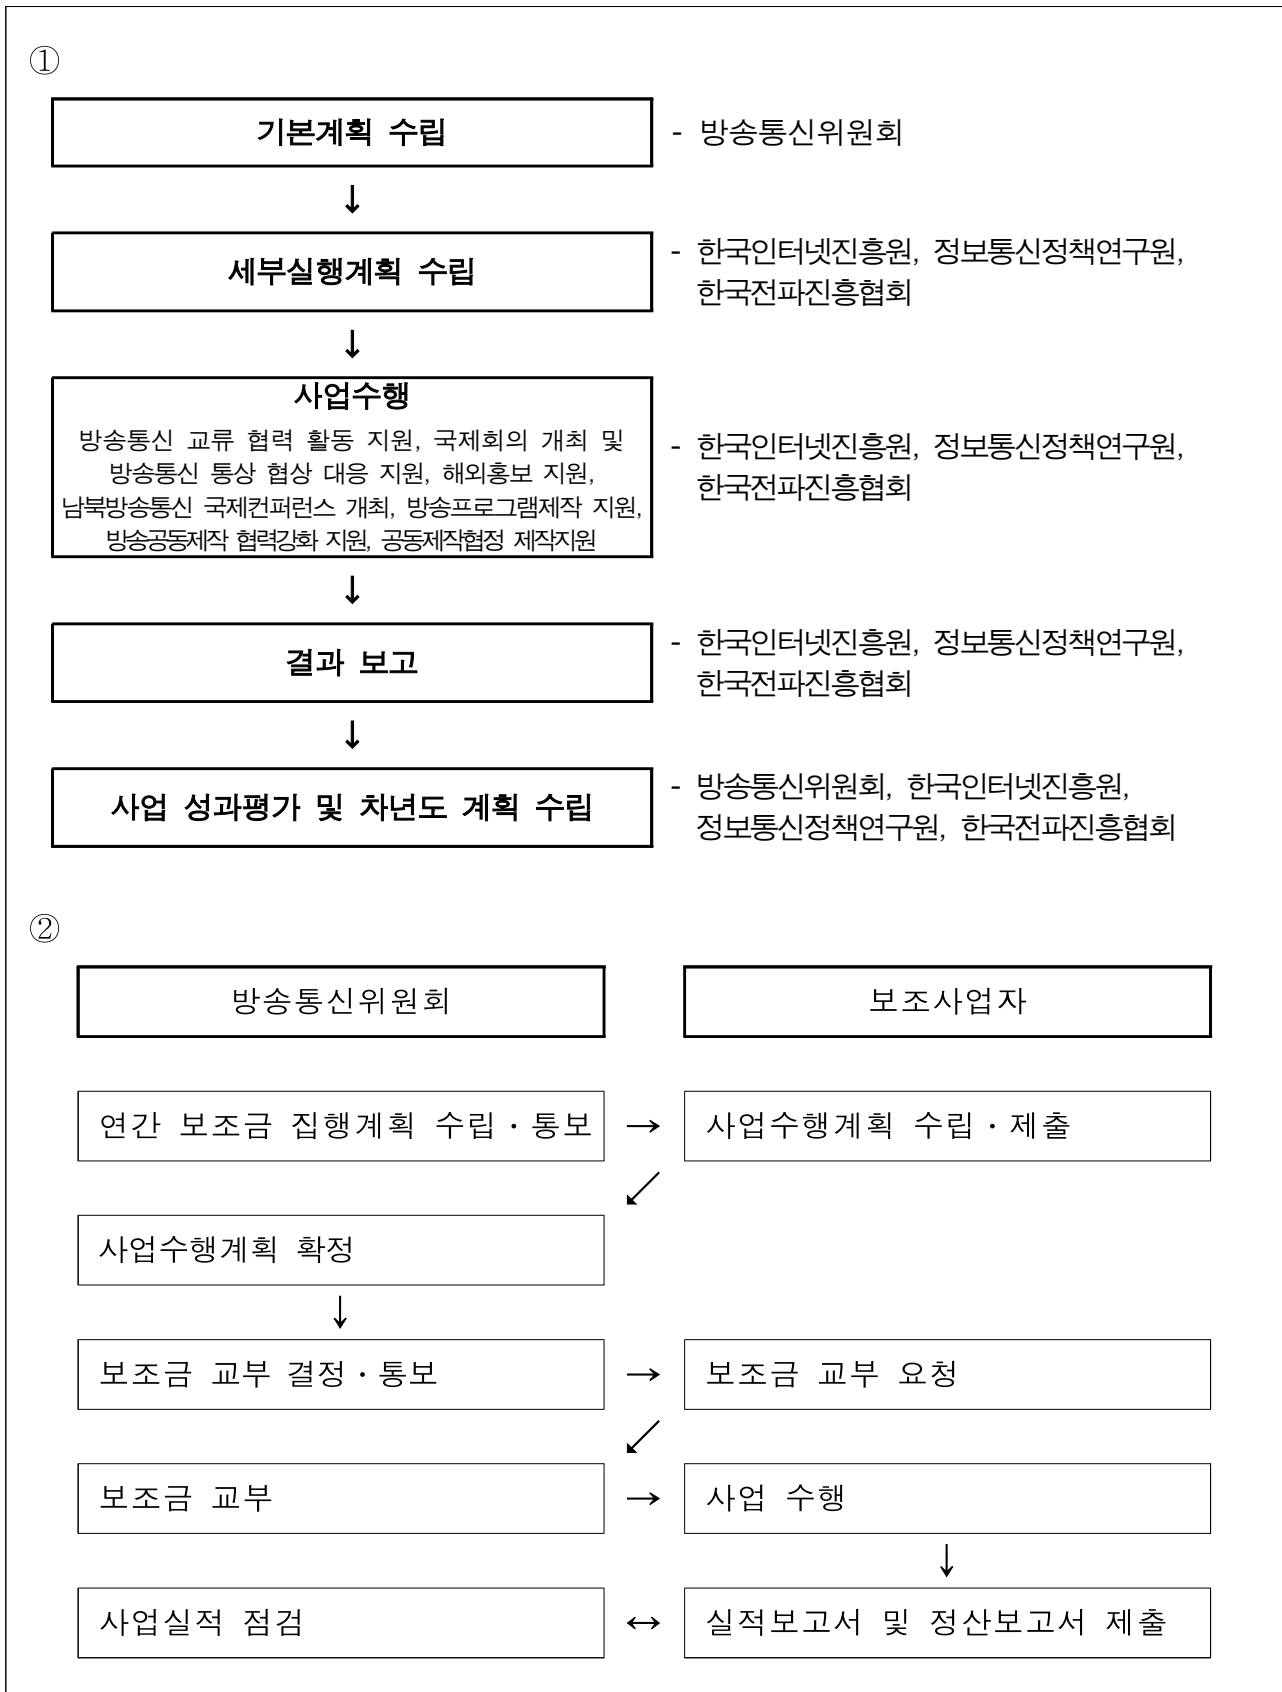 ①
기본계획 수립 - 방송통신위원회
↓
세부실행계획 수립 - 한국인터넷진흥원, 정보통신정책연구원,
한국전파진흥협회
↓
사업수행
방송통신 교류 협력 활동 지원, 국제회의 개최 및
방송통신 통상 협상 대응 지원, 해외홍보 지원,
남북방송통신 국제컨퍼런스 개최, 방송프로그램제작 지원,
방송공동제작 협력강화 지원, 공동제작협정 제작지원
- 한국인터넷진흥원, 정보통신정책연구원,
한국전파진흥협회
↓
결과 보고 - 한국인터넷진흥원, 정보통신정책연구원,
한국전파진흥협회
↓
사업 성과평가 및 차년도 계획 수립 - 방송통신위원회, 한국인터넷진흥원,
정보통신정책연구원, 한국전파진흥협회
②
방송통신위원회 보조사업자
연간 보조금 집행계획 수립·통보 → 사업수행계획 수립·제출
↙
사업수행계획 확정
↓
보조금 교부 결정·통보 → 보조금 교부 요청
↙
보조금 교부 → 사업 수행
↓
사업실적 점검 ↔ 실적보고서 및 정산보고서 제출